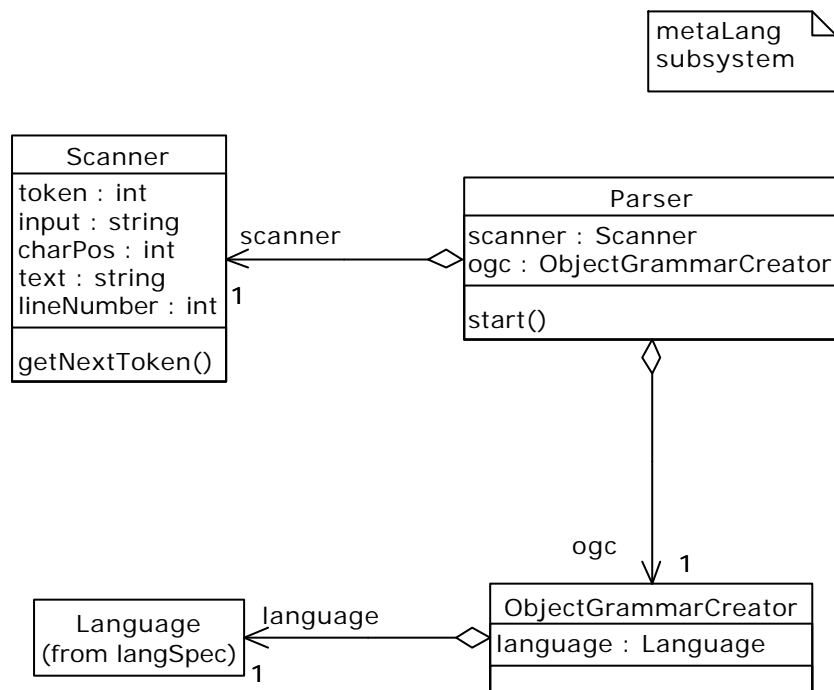 metaLang
subsystem
Scanner
token : int
input : string
charPos : int
text : string
lineNumber : int
getNextToken()
scanner
1
Parser
scanner : Scanner
ogc : ObjectGrammarCreator
start()
ogc
1
ObjectGrammarCreator
language : Language
language
1
Language
(from langSpec)